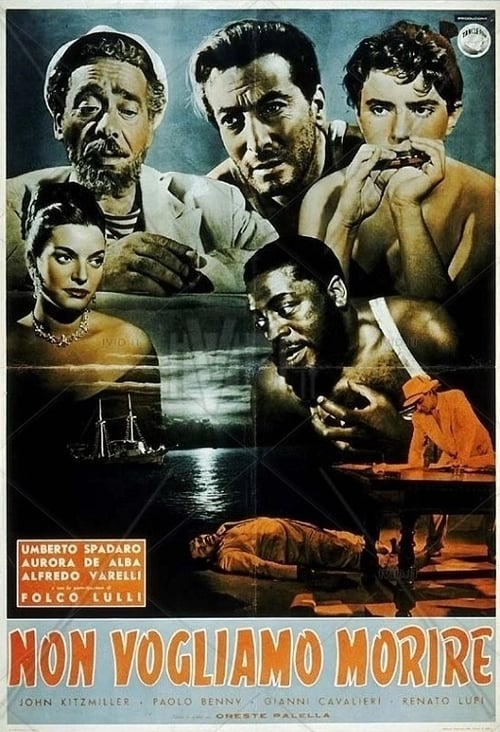 UMBERTO SPADARO
AURORA DE ALBA
ALFREDO VARELLI
FOLCO LULLI
NON VOGLIAMO MORIRE
JOHN KITZMILLER · PAOLO BENNY · GIANNI CAVALIERI · RENATO LUPI
ORESTE PALELLA